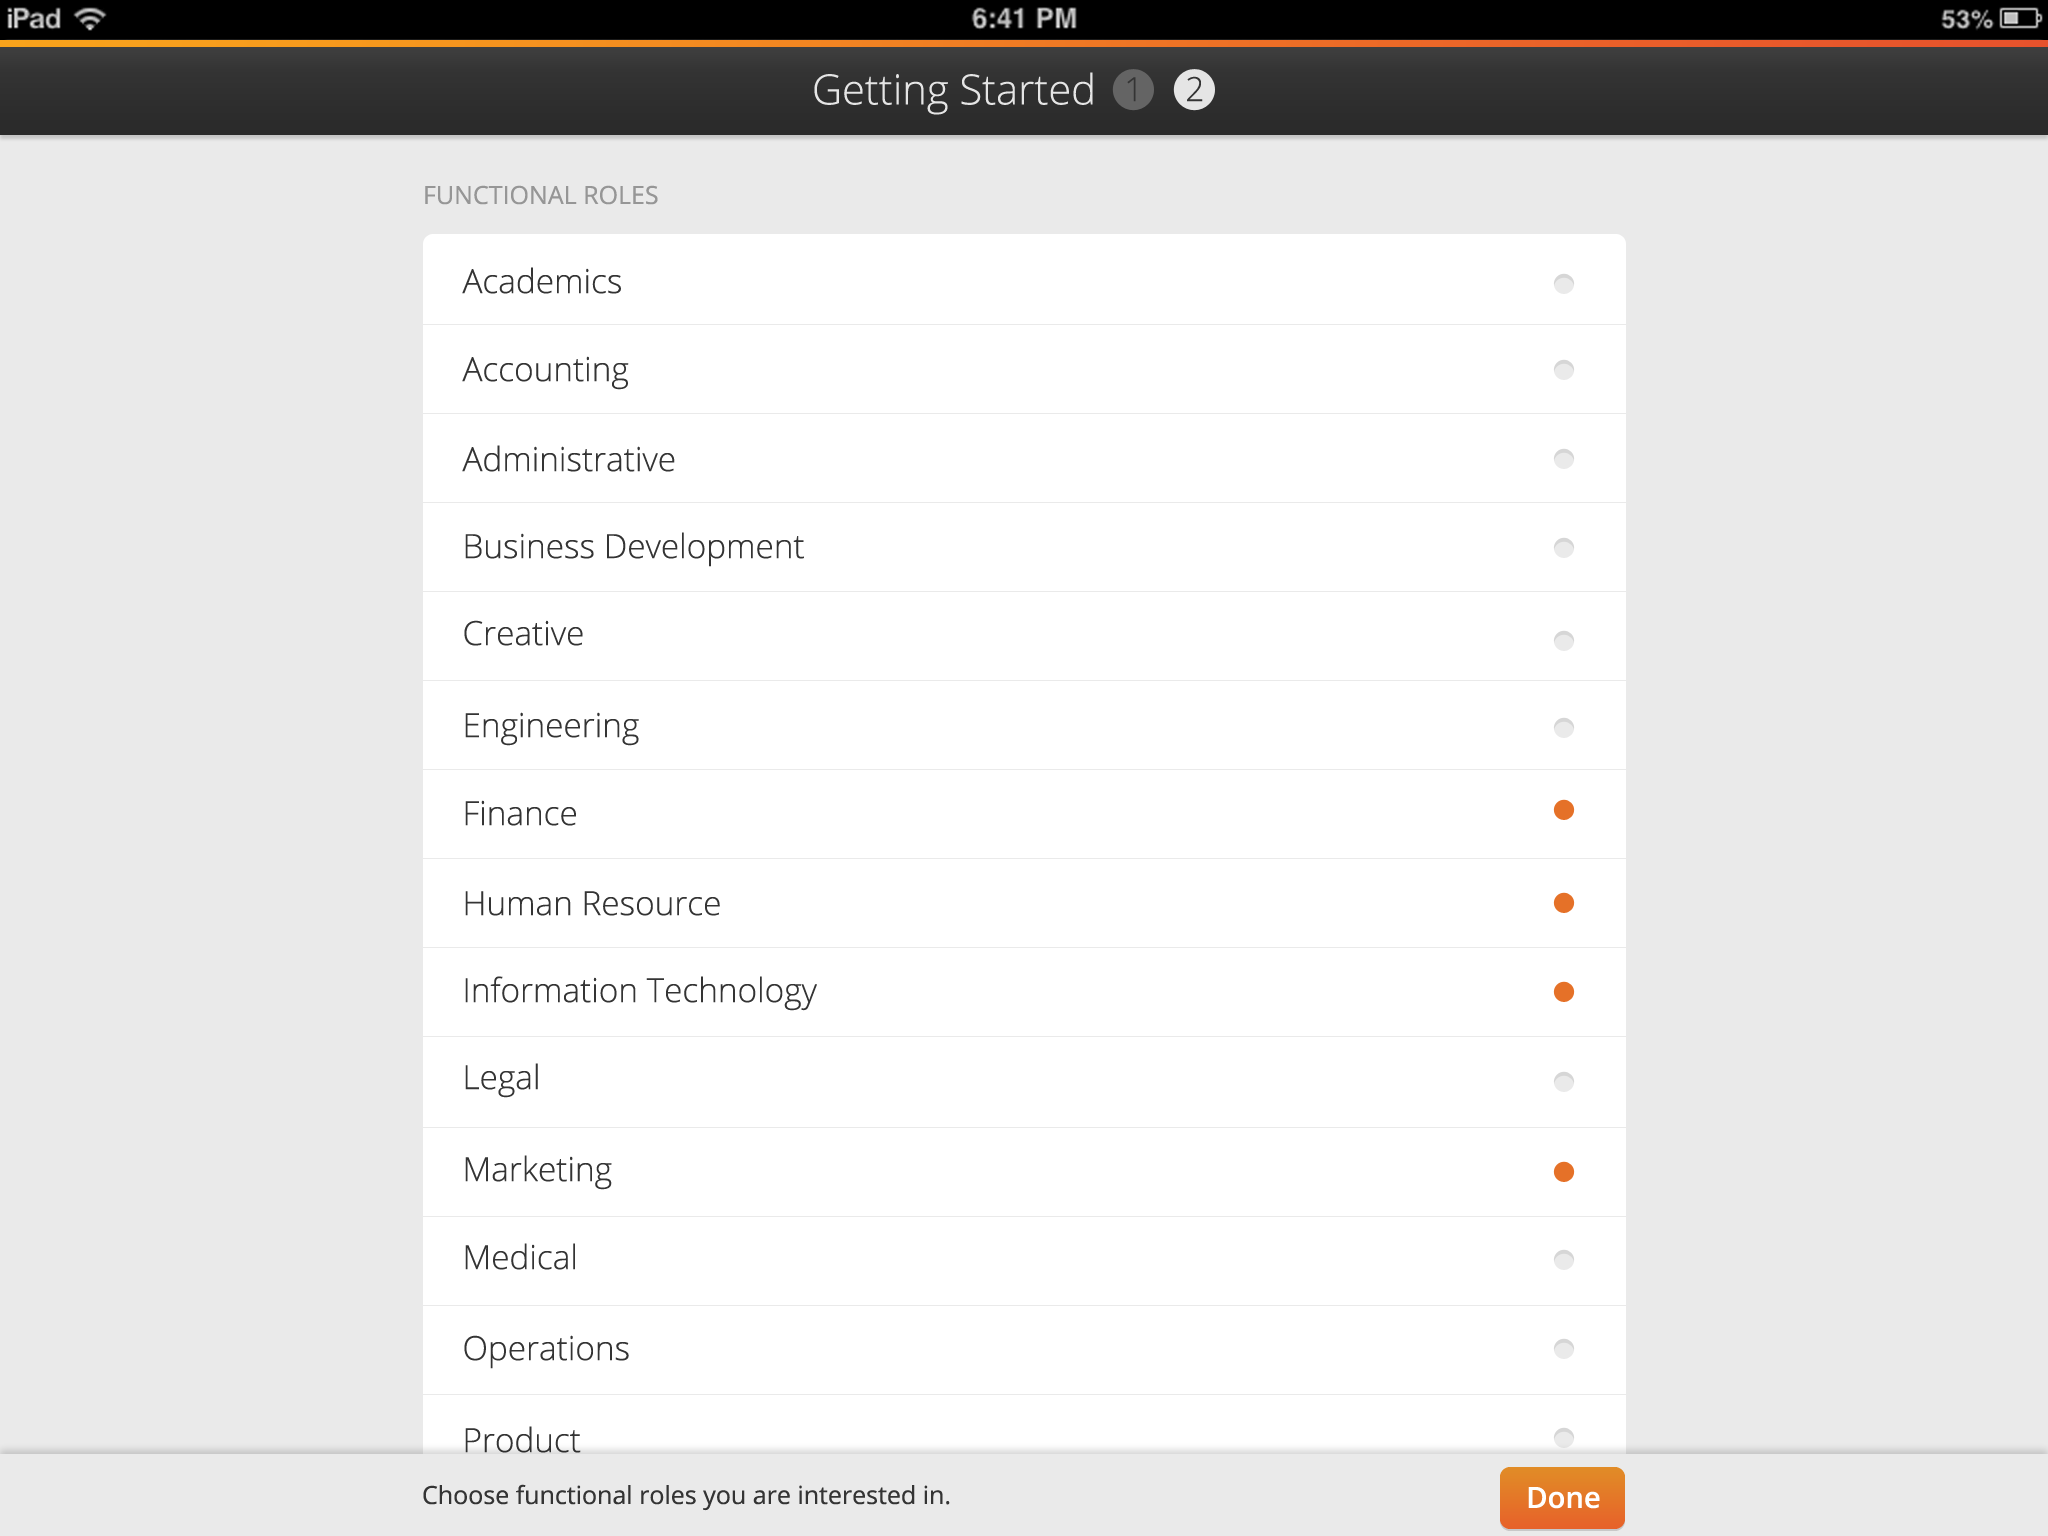 iPad 6:41 PM 53%
Getting Started 1 2
FUNCTIONAL ROLES
Academics
Accounting
Administrative
Business Development
Creative
Engineering
Finance
Human Resource
Information Technology
Legal
Marketing
Medical
Operations
Product
Choose functional roles you are interested in.
Done